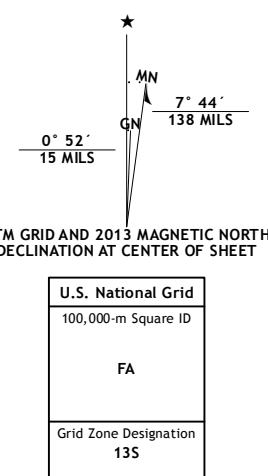 ★
MN
GN
7° 44´
138 MILS
0° 52´
15 MILS
TM GRID AND 2013 MAGNETIC NORTH
DECLINATION AT CENTER OF SHEET
U.S. National Grid
100,000-m Square ID
FA
Grid Zone Designation
13S